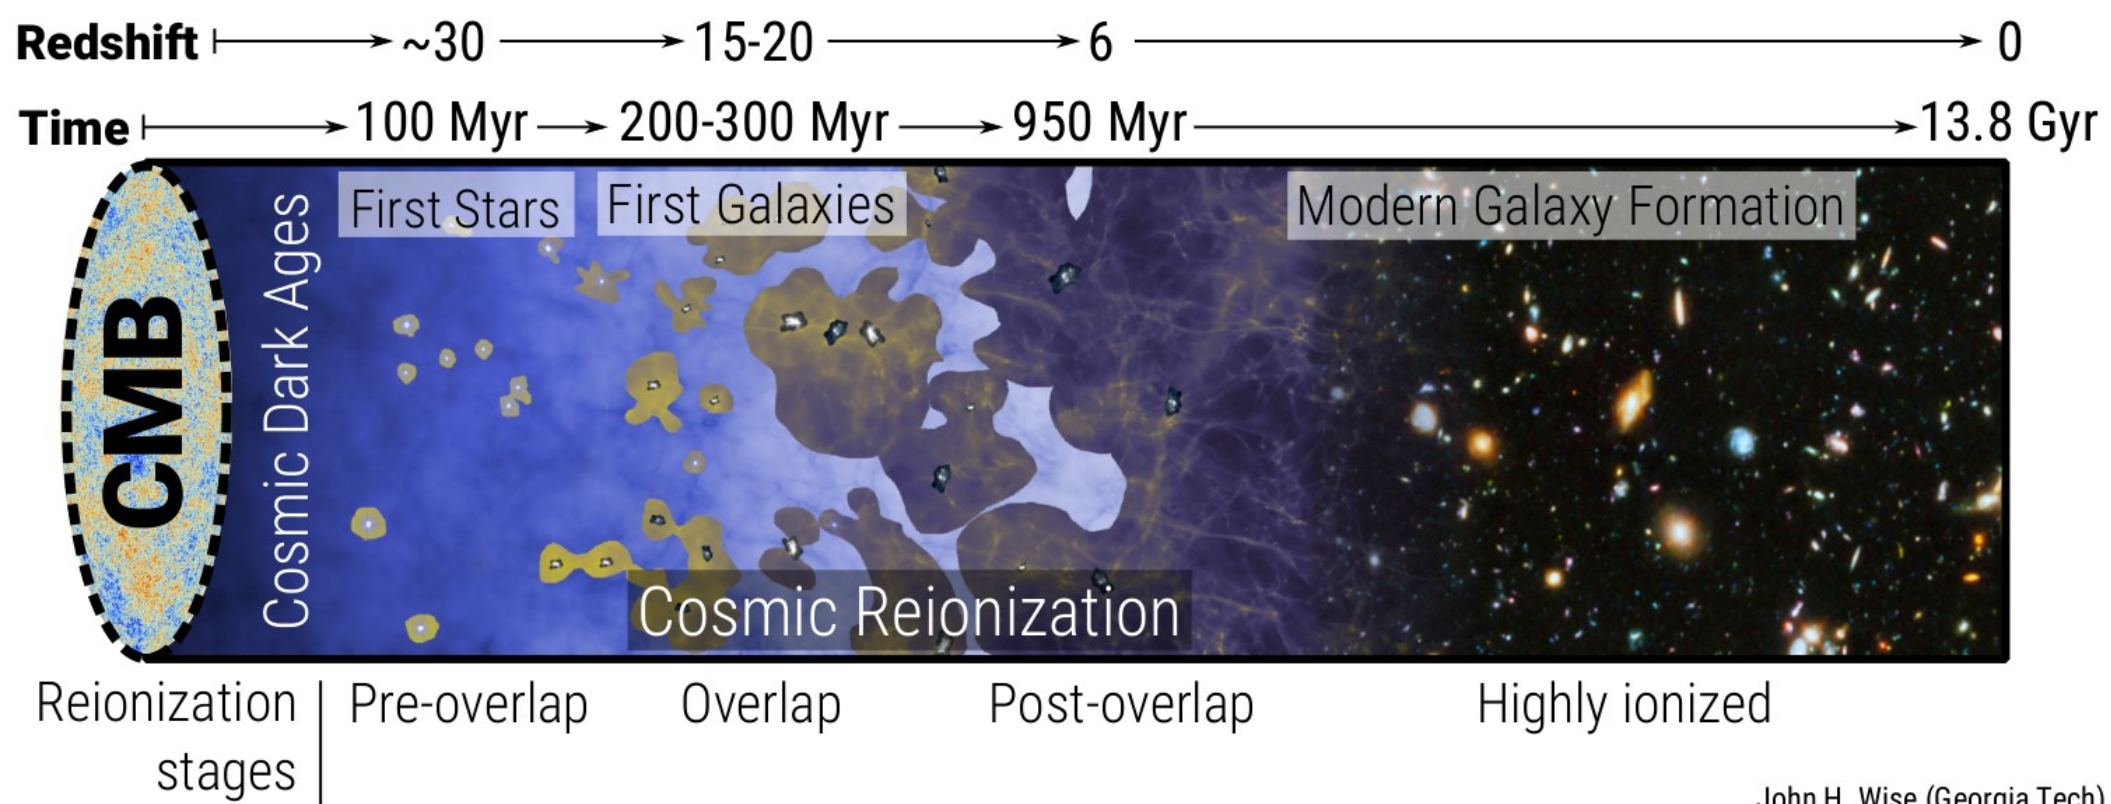 Redshift ~30 15-20 6 0
Time 100 Myr 200-300 Myr 950 Myr 13.8 Gyr
CMB
Cosmic Dark Ages
First Stars
First Galaxies
Modern Galaxy Formation
Cosmic Reionization
Reionization
stages
Pre-overlap
Overlap
Post-overlap
Highly ionized
John H. Wise (Georgia Tech)